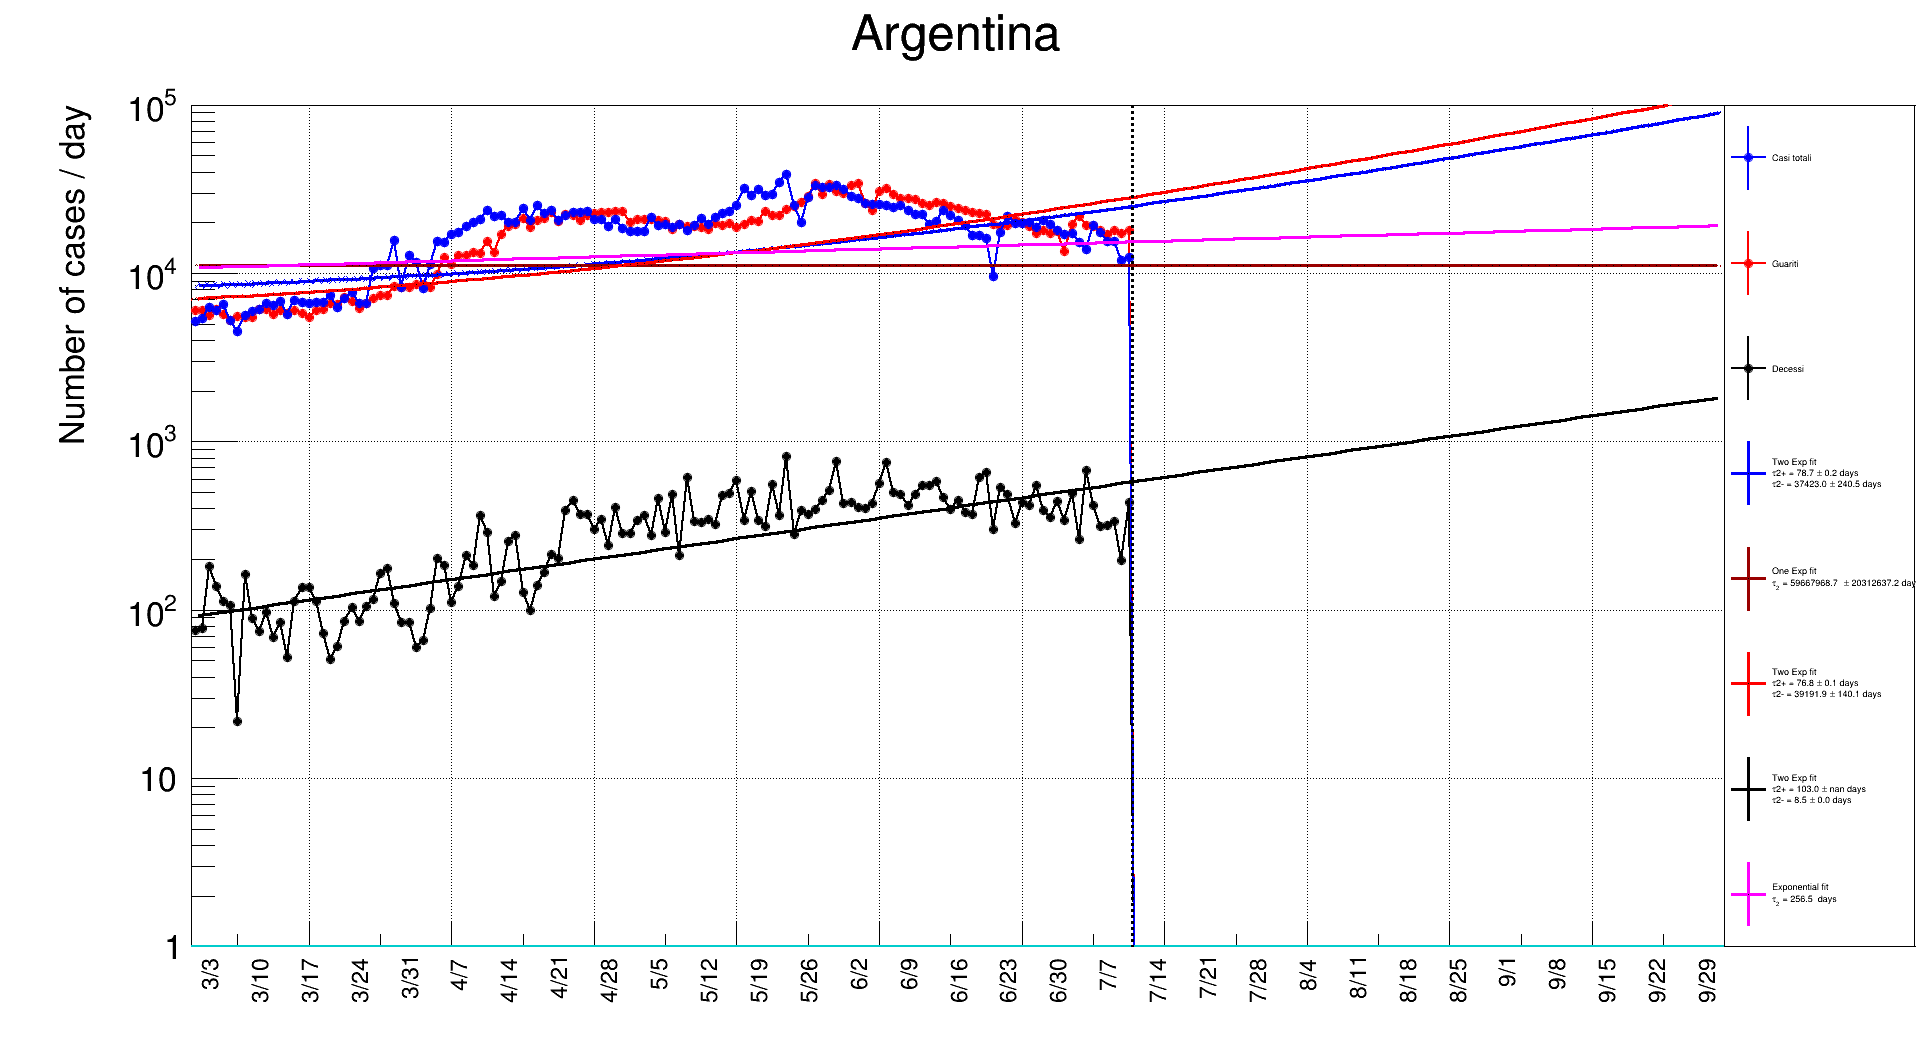 Argentina
Number of cases / day
10^5
10^4
10^3
10^2
10
1
3/3
3/10
3/17
3/24
3/31
4/7
4/14
4/21
4/28
5/5
5/12
5/19
5/26
6/2
6/9
6/16
6/23
6/30
7/7
7/14
7/21
7/28
8/4
8/11
8/18
8/25
9/1
9/8
9/15
9/22
9/29
Casi totali
Guariti
Decessi
Two Exp fit
τ2+ = 78.7 ± 0.2 days
τ2- = 37423.0 ± 240.5 days
One Exp fit
τ₂ = 59667968.7 ± 20312637.2 day
Two Exp fit
τ2+ = 76.8 ± 0.1 days
τ2- = 39191.9 ± 140.1 days
Two Exp fit
τ2+ = 103.0 ± nan days
τ2- = 8.5 ± 0.0 days
Exponential fit
τ₂ = 256.5 days